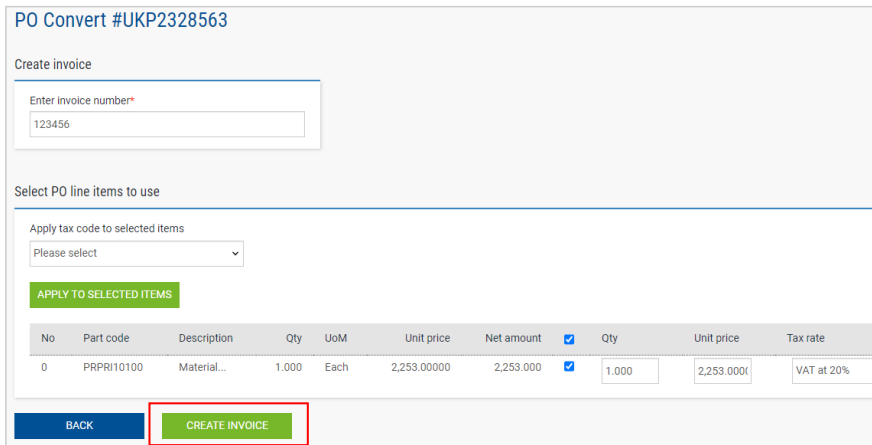 PO Convert #UKP2328563
Create invoice
Enter invoice number*
123456
Select PO line items to use
Apply tax code to selected items
Please select
APPLY TO SELECTED ITEMS
No Part code Description Qty UoM Unit price Net amount Qty Unit price Tax rate
0 PRPRI10100 Material... 1.000 Each 2,253.00000 2,253.000 1.000 2,253.000 VAT at 20%
BACK CREATE INVOICE